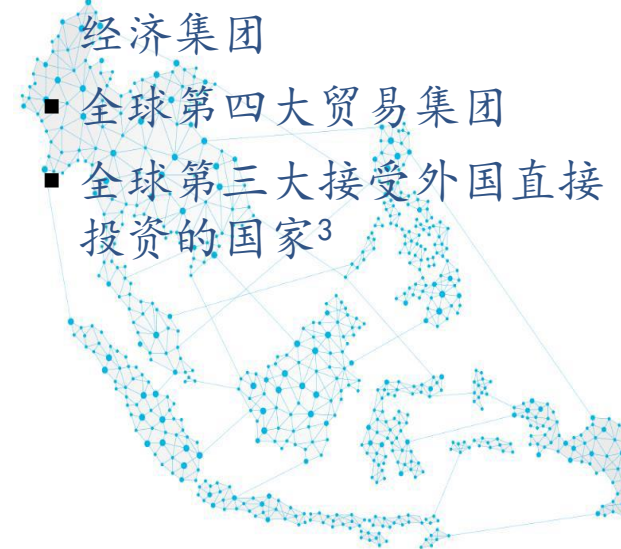 经济集团
▪ 全球第四大贸易集团
▪ 全球第三大接受外国直接
投资的国家³